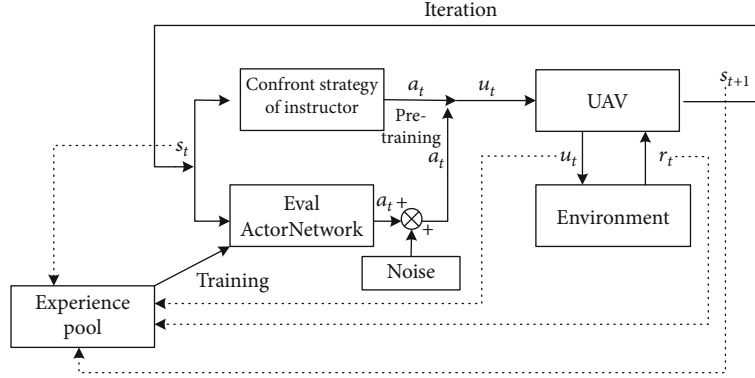 Iteration
Confront strategy
of instructor
a_t
u_t
UAV
s_{t+1}
Pre-
training
a_t
s_t
u_t
r_t
Eval
ActorNetwork
a_t +
+
Environment
Noise
Training
Experience
pool